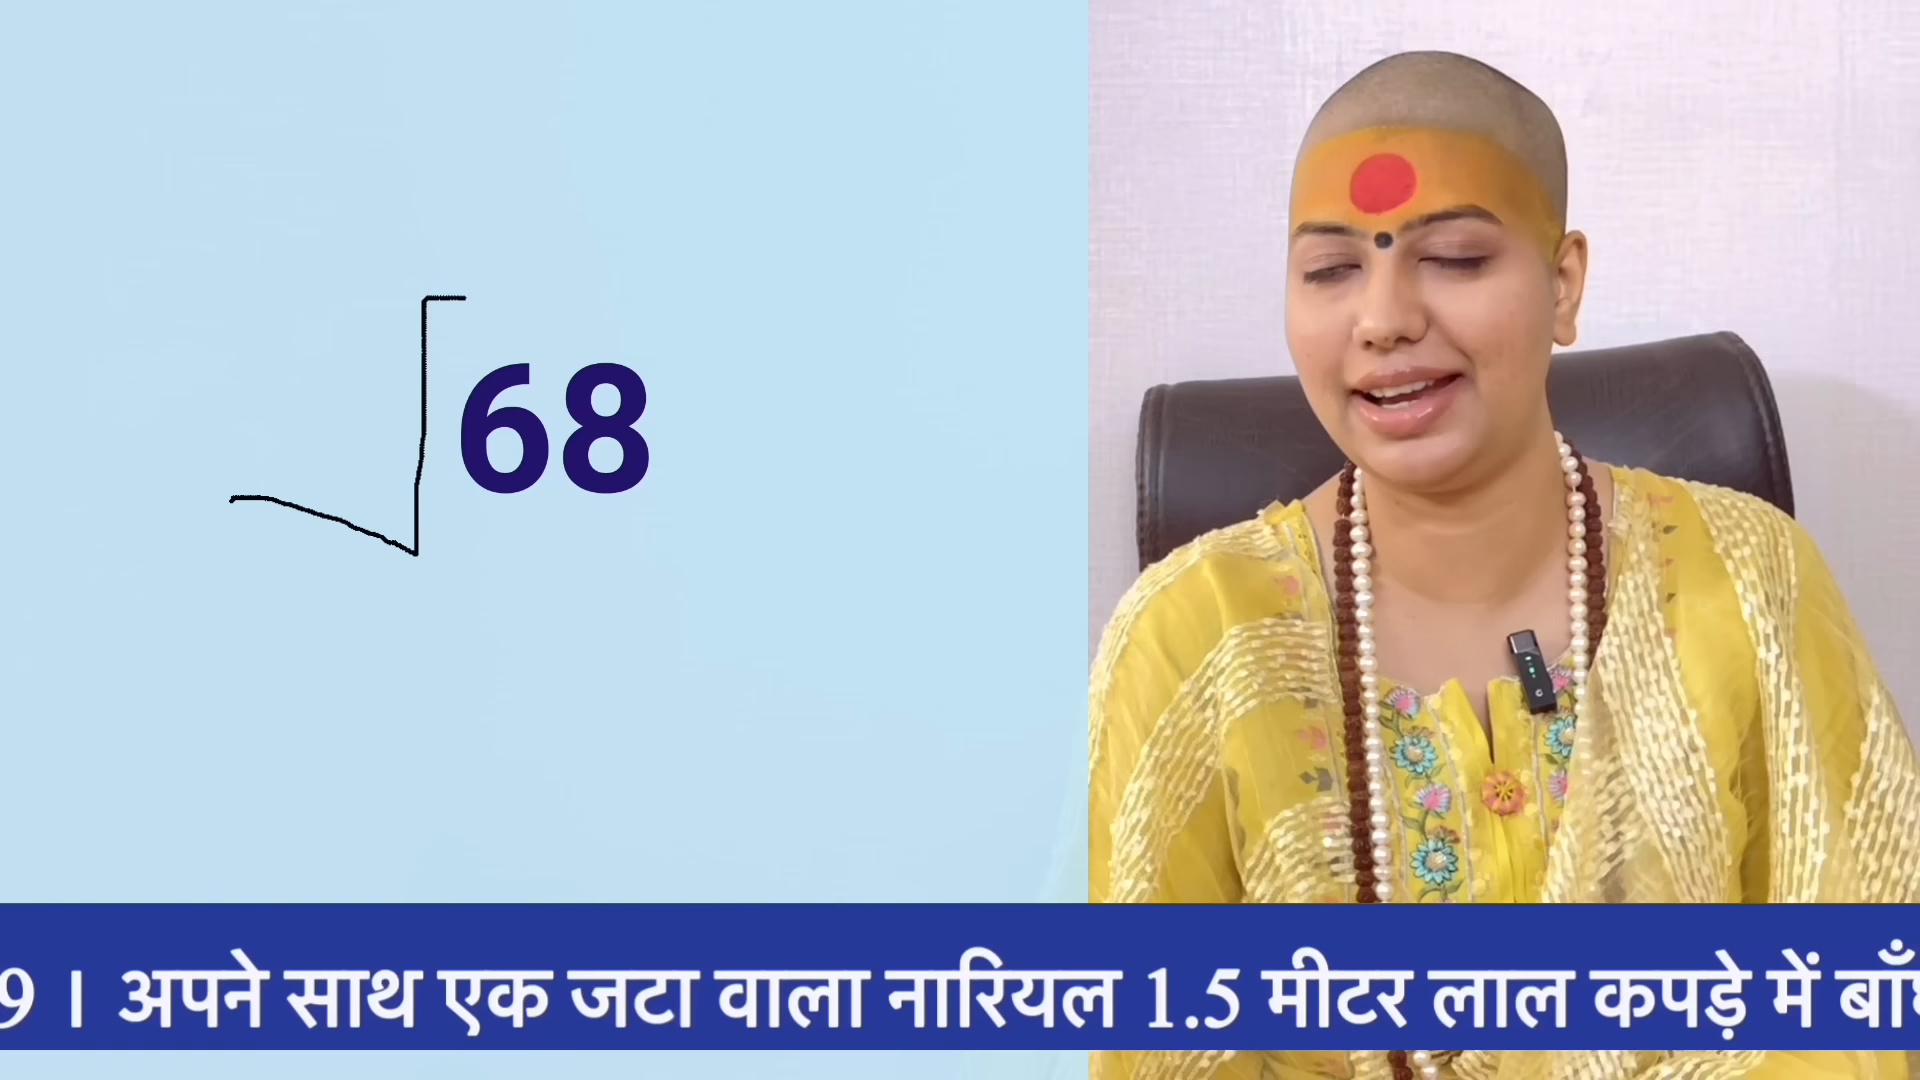 √68
9 । अपने साथ एक जटा वाला नारियल 1.5 मीटर लाल कपड़े में